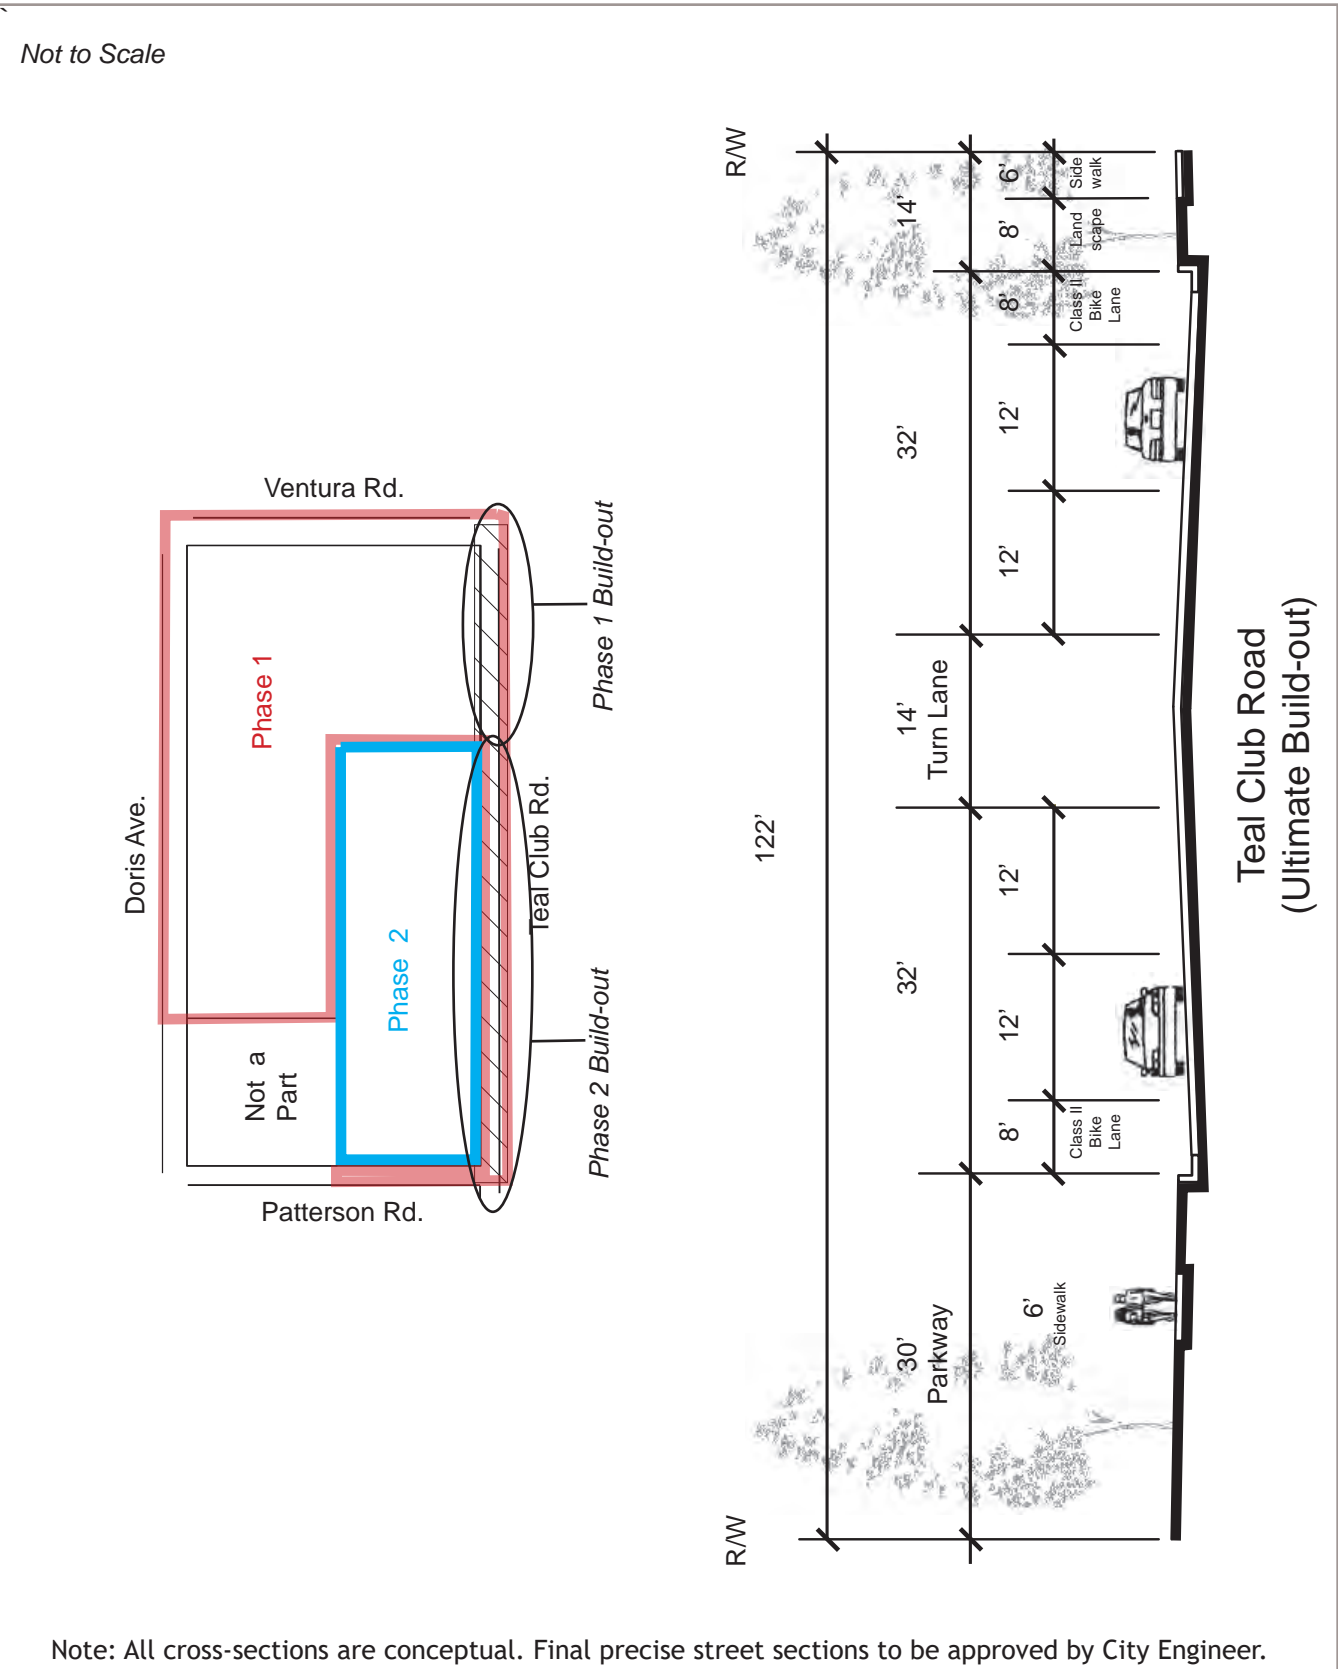 `
Not to Scale
Ventura Rd.
Phase 1
Doris Ave.
Phase 2
Not a
Part
Patterson Rd.
Teal Club Rd.
Phase 1 Build-out
Phase 2 Build-out
R/W
122’
R/W
14’
32’
14’
Turn Lane
32’
30’
Parkway
6’
Side
walk
8’
Land
scape
8’
Class II
Bike
Lane
12’
12’
12’
12’
8’
Class II
Bike
Lane
6’
Sidewalk
Teal Club Road
(Ultimate Build-out)
Note: All cross-sections are conceptual. Final precise street sections to be approved by City Engineer.